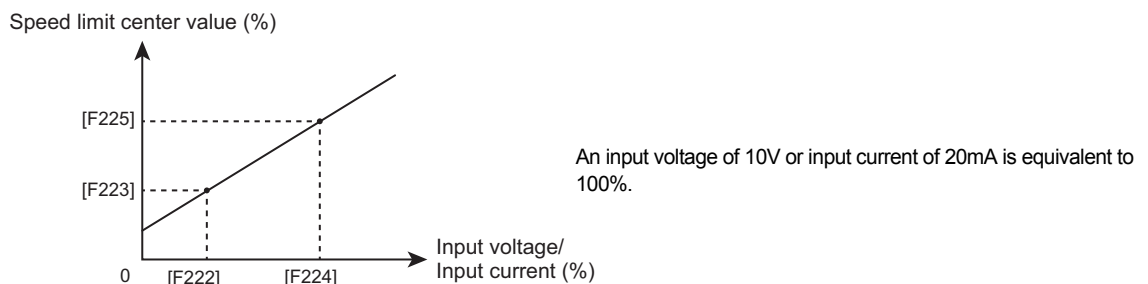 Speed limit center value (%)
[F225]
[F223]
An input voltage of 10V or input current of 20mA is equivalent to
100%.
0
[F222]
[F224]
Input voltage/
Input current (%)